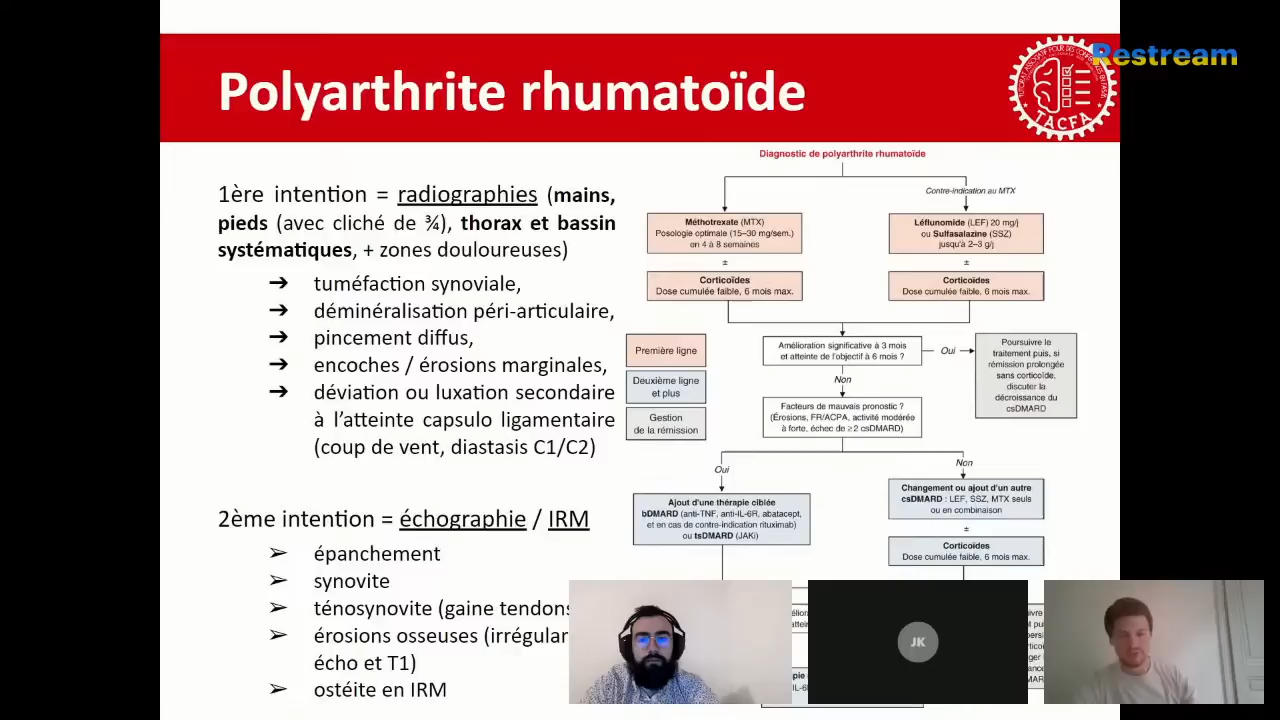 Polyarthrite rhumatoïde
Restream
TACFA
1ère intention = radiographies (mains,
pieds (avec cliché de ¾), thorax et bassin
systématiques, + zones douloureuses)
➔ tuméfaction synoviale,
➔ déminéralisation péri-articulaire,
➔ pincement diffus,
➔ encoches / érosions marginales,
➔ déviation ou luxation secondaire
à l’atteinte capsulo ligamentaire
(coup de vent, diastasis C1/C2)
2ème intention = échographie / IRM
➢ épanchement
➢ synovite
➢ ténosynovite (gaine tendons
➢ érosions osseuses (irrégular
écho et T1)
➢ ostéite en IRM
Diagnostic de polyarthrite rhumatoïde
Contre-indication au MTX
Méthotrexate (MTX)
Posologie optimale (15–30 mg/sem.)
en 4 à 8 semaines
Léflunomide (LEF) 20 mg/j
ou Sulfasalazine (SSZ)
jusqu'à 2–3 g/j
±
±
Corticoïdes
Dose cumulée faible, 6 mois max.
Corticoïdes
Dose cumulée faible, 6 mois max.
Première ligne
Deuxième ligne
et plus
Gestion
de la rémission
Amélioration significative à 3 mois
et atteinte de l'objectif à 6 mois ?
Oui
Poursuivre le
traitement puis, si
rémission prolongée
sans corticoïde,
discuter la
décroissance du
csDMARD
Non
Facteurs de mauvais pronostic ?
(Érosions, FR/ACPA, activité modérée
à forte, échec de ≥ 2 csDMARD)
Oui
Non
Ajout d'une thérapie ciblée
bDMARD (anti-TNF, anti-IL-6R, abatacept,
et en cas de contre-indication rituximab)
ou tsDMARD (JAKi)
Changement ou ajout d'un autre
csDMARD : LEF, SSZ, MTX seuls
ou en combinaison
±
Corticoïdes
Dose cumulée faible, 6 mois max.
JK